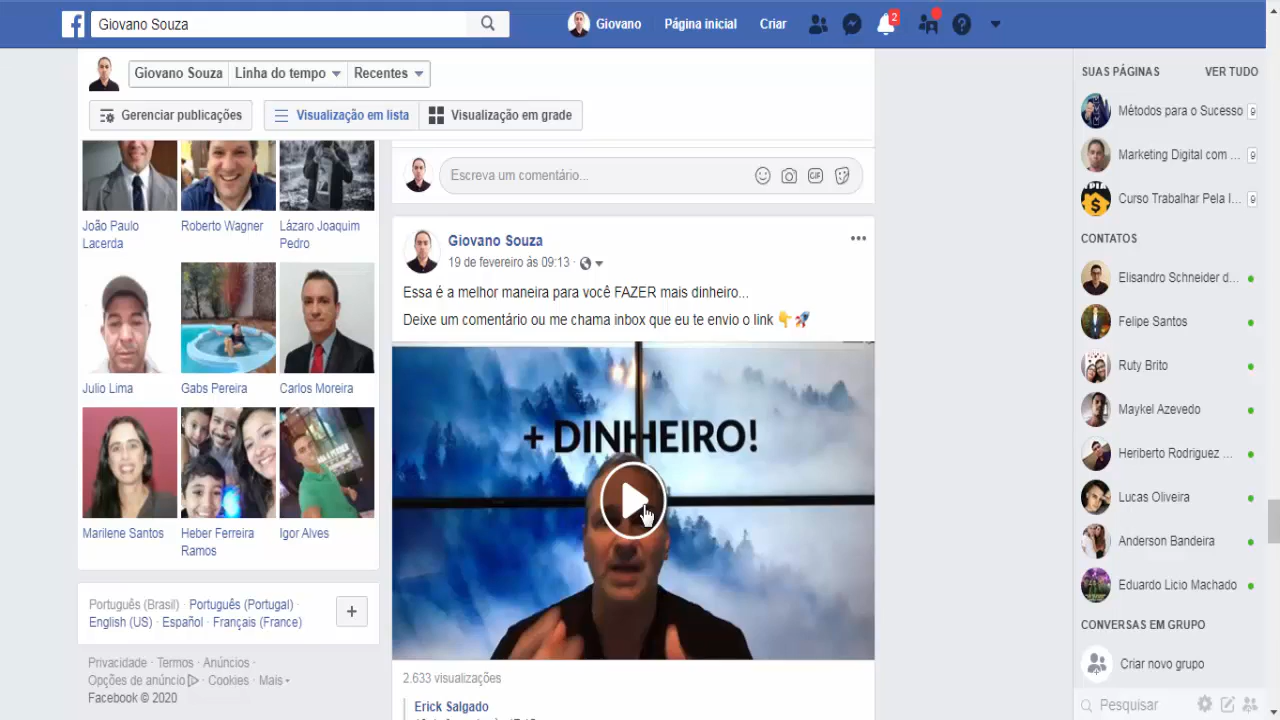 Giovano Souza
Giovano
Página inicial
Criar
2
Giovano Souza
Linha do tempo
Recentes
Gerenciar publicações
Visualização em lista
Visualização em grade
João Paulo
Lacerda
Roberto Wagner
Lázaro Joaquim
Pedro
Julio Lima
Gabs Pereira
Carlos Moreira
Marilene Santos
Heber Ferreira
Ramos
Igor Alves
Português (Brasil) · Português (Portugal) ·
English (US) · Español · Français (France)
Privacidade · Termos · Anúncios ·
Opções de anúncio · Cookies · Mais
Facebook © 2020
Escreva um comentário...
GIF
Giovano Souza
19 de fevereiro às 09:13 ·
Essa é a melhor maneira para você FAZER mais dinheiro...
Deixe um comentário ou me chama inbox que eu te envio o link 👇🚀
+ DINHEIRO!
2.633 visualizações
Erick Salgado
SUAS PÁGINAS
VER TUDO
Métodos para o Sucesso
9
Marketing Digital com ...
9
Curso Trabalhar Pela I...
9
CONTATOS
Elisandro Schneider d...
Felipe Santos
Ruty Brito
Maykel Azevedo
Heriberto Rodriguez ...
Lucas Oliveira
Anderson Bandeira
Eduardo Licio Machado
CONVERSAS EM GRUPO
Criar novo grupo
Pesquisar